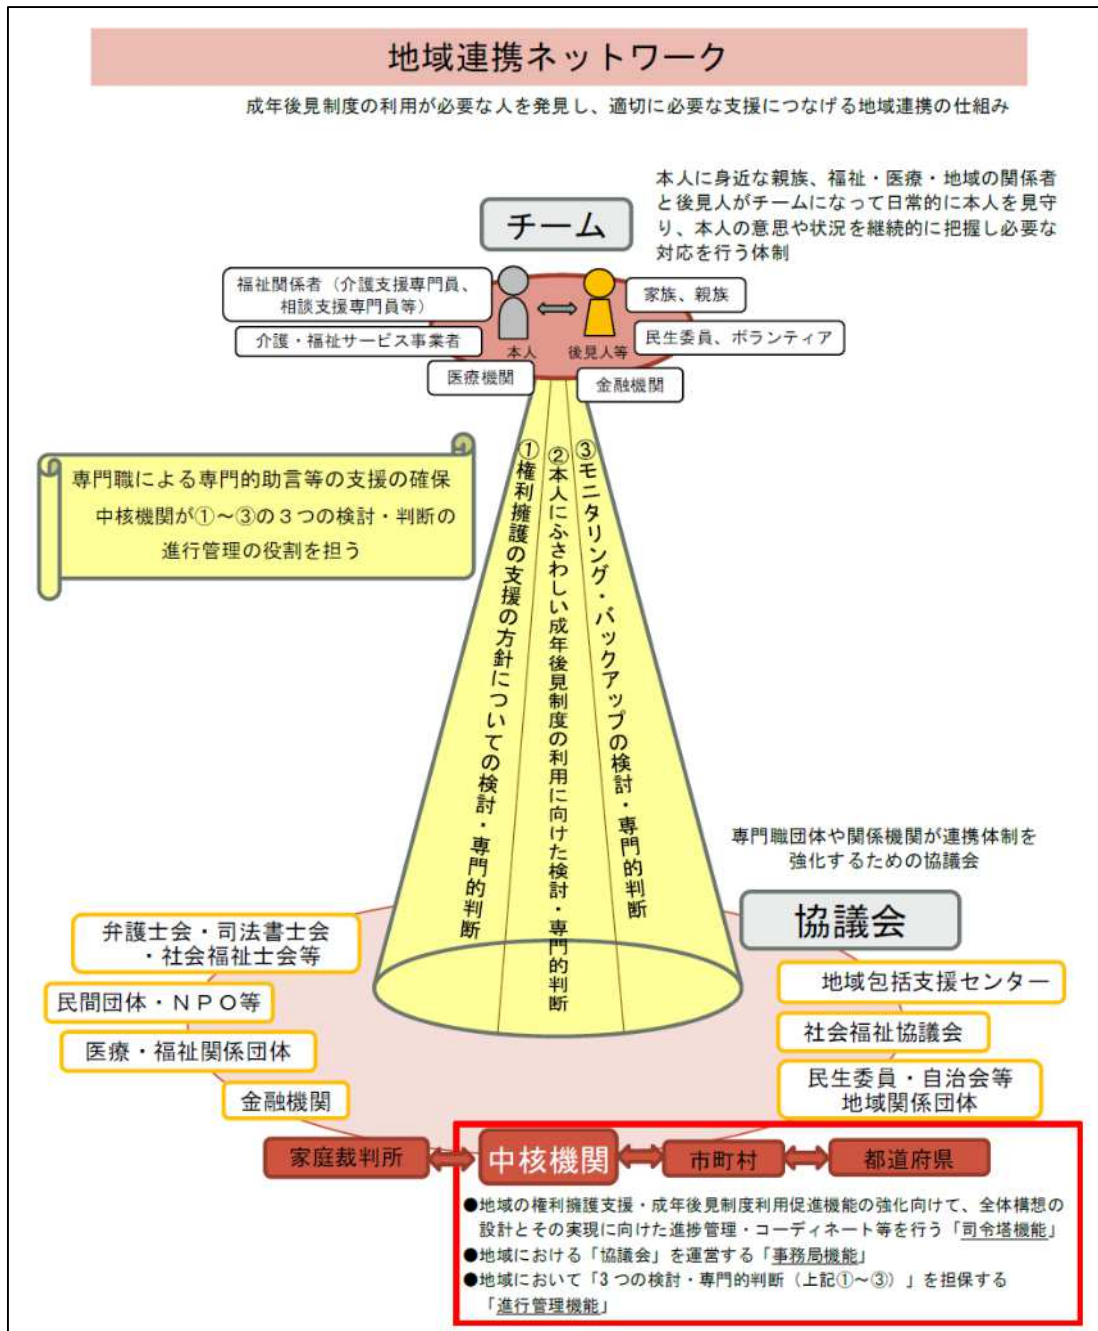 地域連携ネットワーク
成年後見制度の利用が必要な人を発見し、適切に必要な支援につなげる地域連携の仕組み
本人に身近な親族、福祉・医療・地域の関係者
と後見人がチームになって日常的に本人を見守
り、本人の意思や状況を継続的に把握し必要な
対応を行う体制
チーム
福祉関係者（介護支援専門員、
相談支援専門員等）
家族、親族
介護・福祉サービス事業者
民生委員、ボランティア
本人
後見人等
医療機関
金融機関
専門職による専門的助言等の支援の確保
中核機関が①～③の３つの検討・判断の
進行管理の役割を担う
①権利擁護の支援の方針についての検討・専門的判断
②本人にふさわしい成年後見制度の利用に向けた検討・専門的判断
③モニタリング・バックアップの検討・専門的判断
専門職団体や関係機関が連携体制を
強化するための協議会
協議会
弁護士会・司法書士会
・社会福祉士会等
民間団体・ＮＰＯ等
医療・福祉関係団体
金融機関
地域包括支援センター
社会福祉協議会
民生委員・自治会等
地域関係団体
家庭裁判所
中核機関
市町村
都道府県
●地域の権利擁護支援・成年後見制度利用促進機能の強化向けて、全体構想の
設計とその実現に向けた進捗管理・コーディネート等を行う「司令塔機能」
●地域における「協議会」を運営する「事務局機能」
●地域において「3つの検討・専門的判断（上記①～③）」を担保する
「進行管理機能」